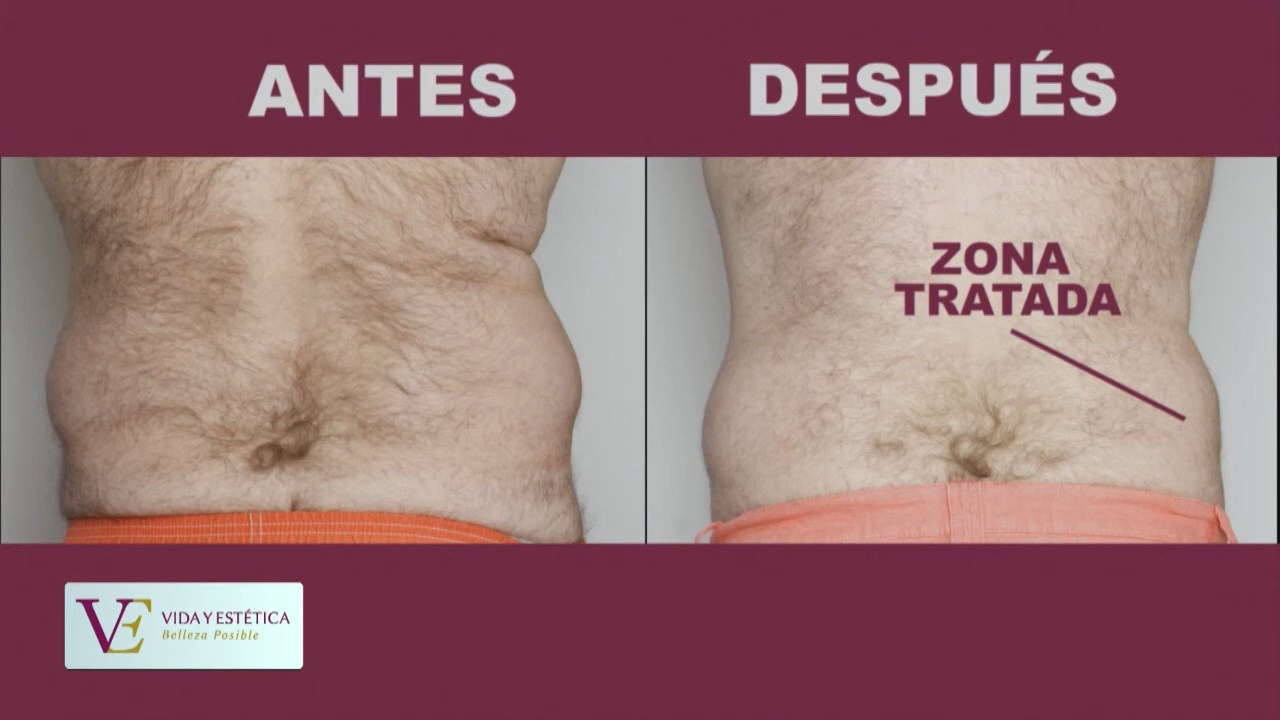 ANTES
DESPUÉS
ZONA
TRATADA
VE
VIDA Y ESTÉTICA
Belleza Posible